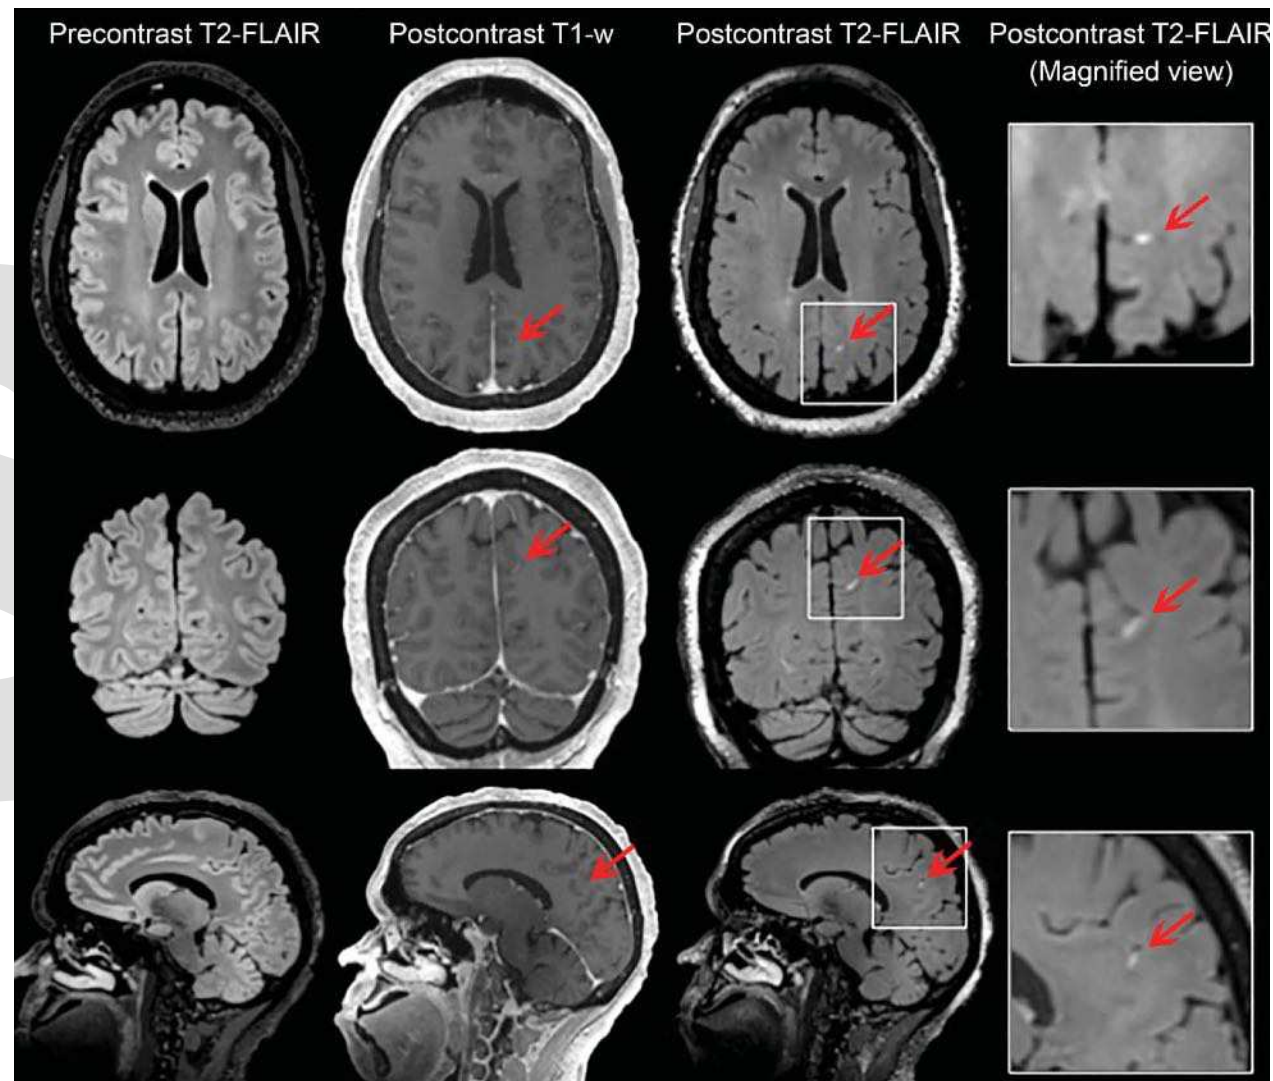 Precontrast T2-FLAIR
Postcontrast T1-w
Postcontrast T2-FLAIR
Postcontrast T2-FLAIR
(Magnified view)